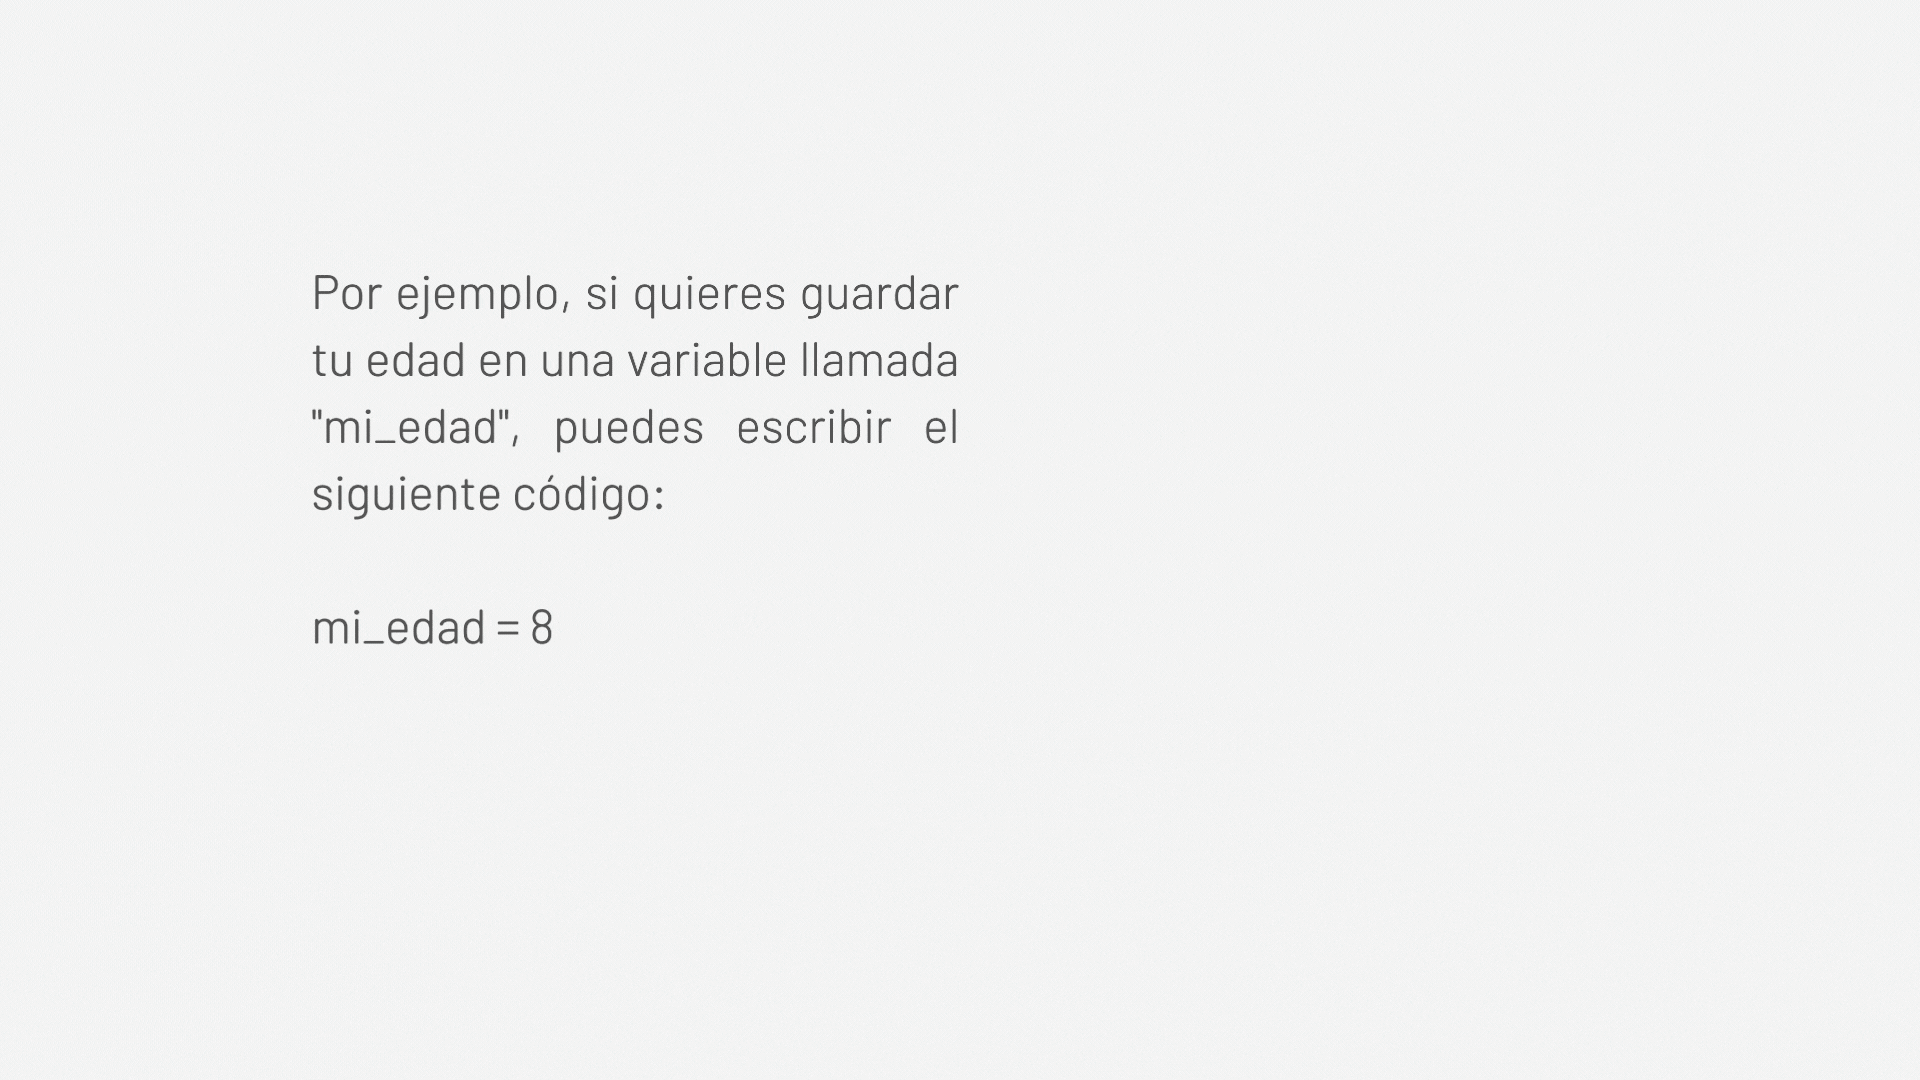 Por ejemplo, si quieres guardar
tu edad en una variable llamada
"mi_edad", puedes escribir el
siguiente código:
mi_edad = 8